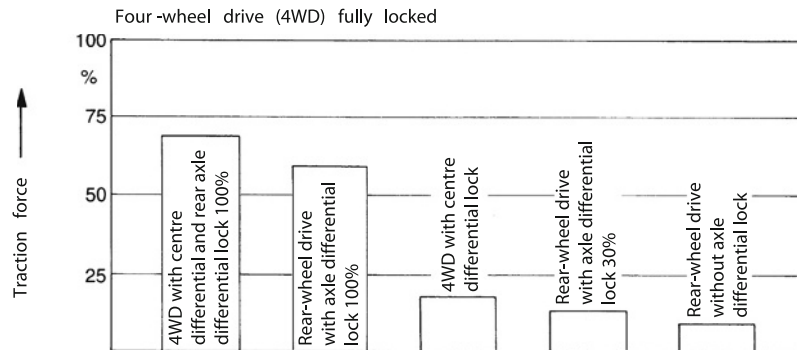 Four-wheel drive (4WD) fully locked
100
%
75
50
25
Traction force
4WD with centre
differential and rear axle
differential lock 100%
Rear-wheel drive
with axle differential
lock 100%
4WD with centre
differential lock
Rear-wheel drive
with axle differential
lock 30%
Rear-wheel drive
without axle
differential lock